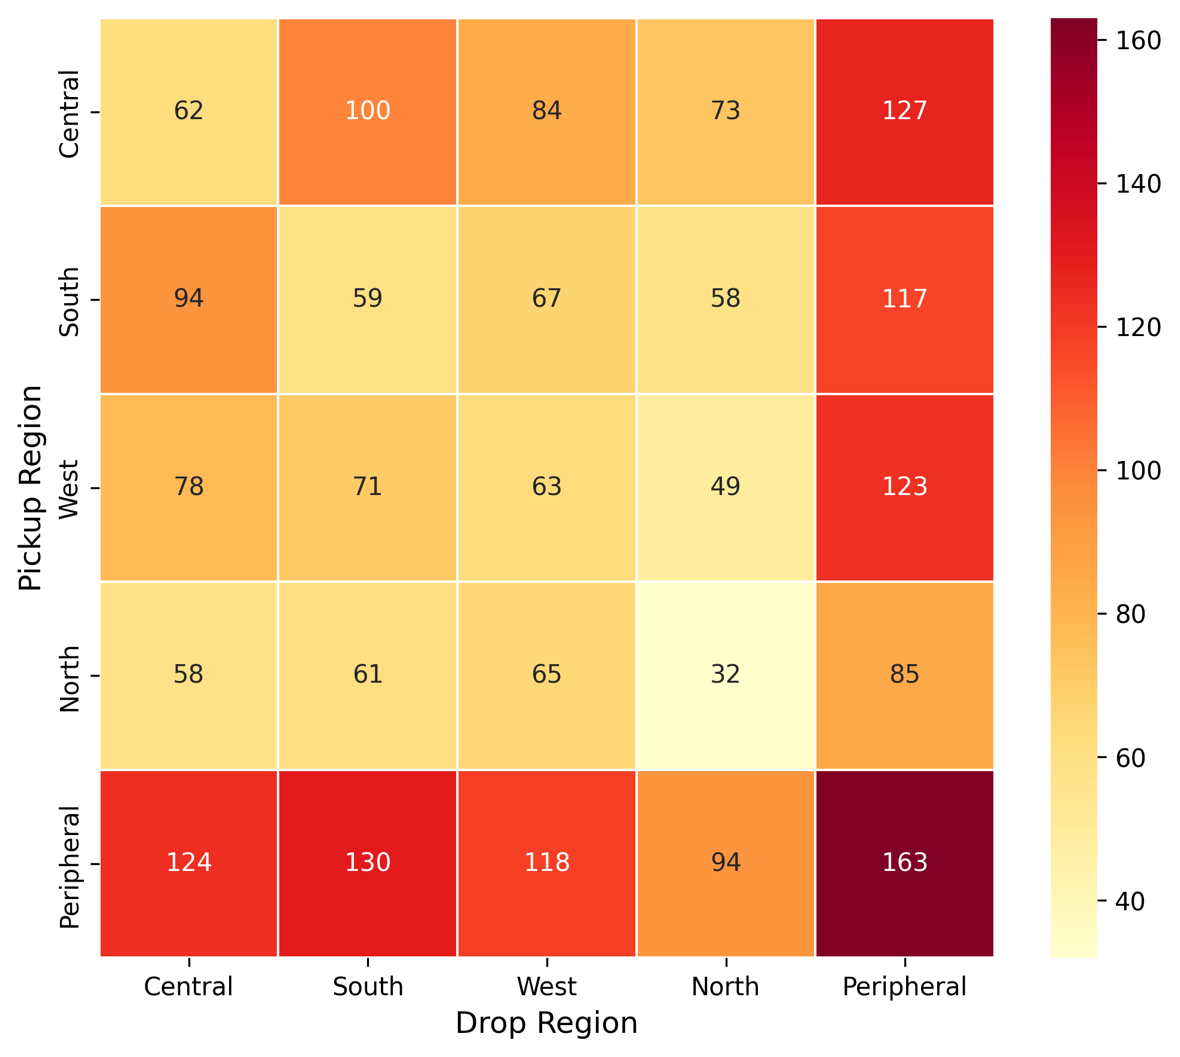 Pickup Region
Central
62 100 84 73 127
South
94 59 67 58 117
West
78 71 63 49 123
North
58 61 65 32 85
Peripheral
124 130 118 94 163
Central South West North Peripheral
Drop Region
160
140
120
100
80
60
40